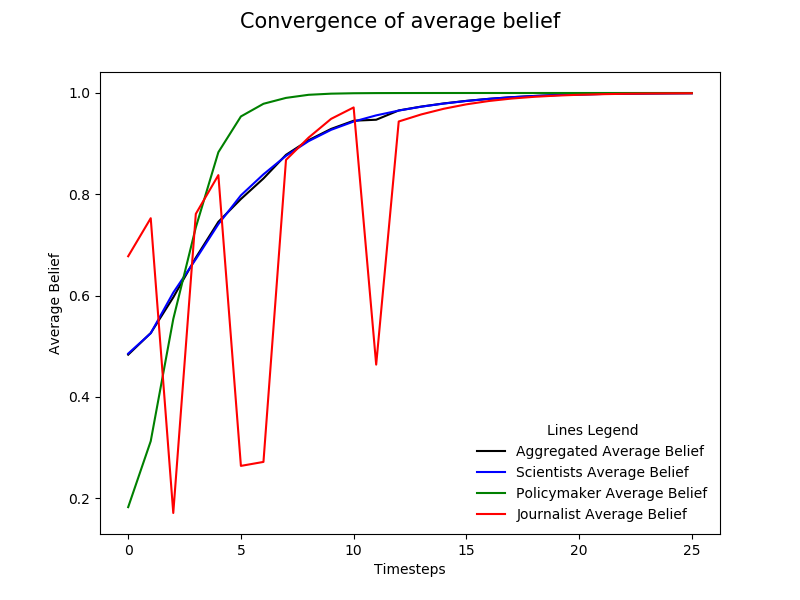 Convergence of average belief
1.0
0.8
0.6
0.4
0.2
Average Belief
0
5
10
15
20
25
Timesteps
Lines Legend
Aggregated Average Belief
Scientists Average Belief
Policymaker Average Belief
Journalist Average Belief